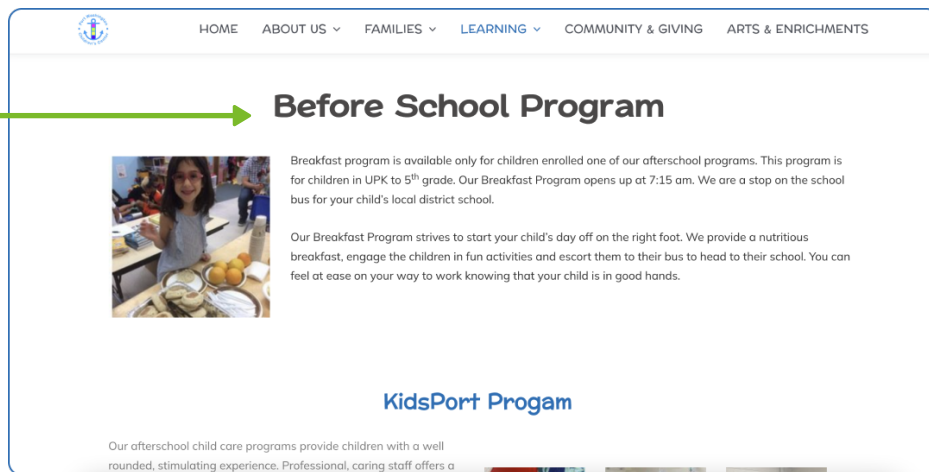 HOME ABOUT US FAMILIES LEARNING COMMUNITY & GIVING ARTS & ENRICHMENTS
Before School Program
Breakfast program is available only for children enrolled one of our afterschool programs. This program is
for children in UPK to 5th grade. Our Breakfast Program opens up at 7:15 am. We are a stop on the school
bus for your child’s local district school.
Our Breakfast Program strives to start your child’s day off on the right foot. We provide a nutritious
breakfast, engage the children in fun activities and escort them to their bus to head to their school. You can
feel at ease on your way to work knowing that your child is in good hands.
KidsPort Progam
Our afterschool child care programs provide children with a well
rounded, stimulating experience. Professional, caring staff offers a